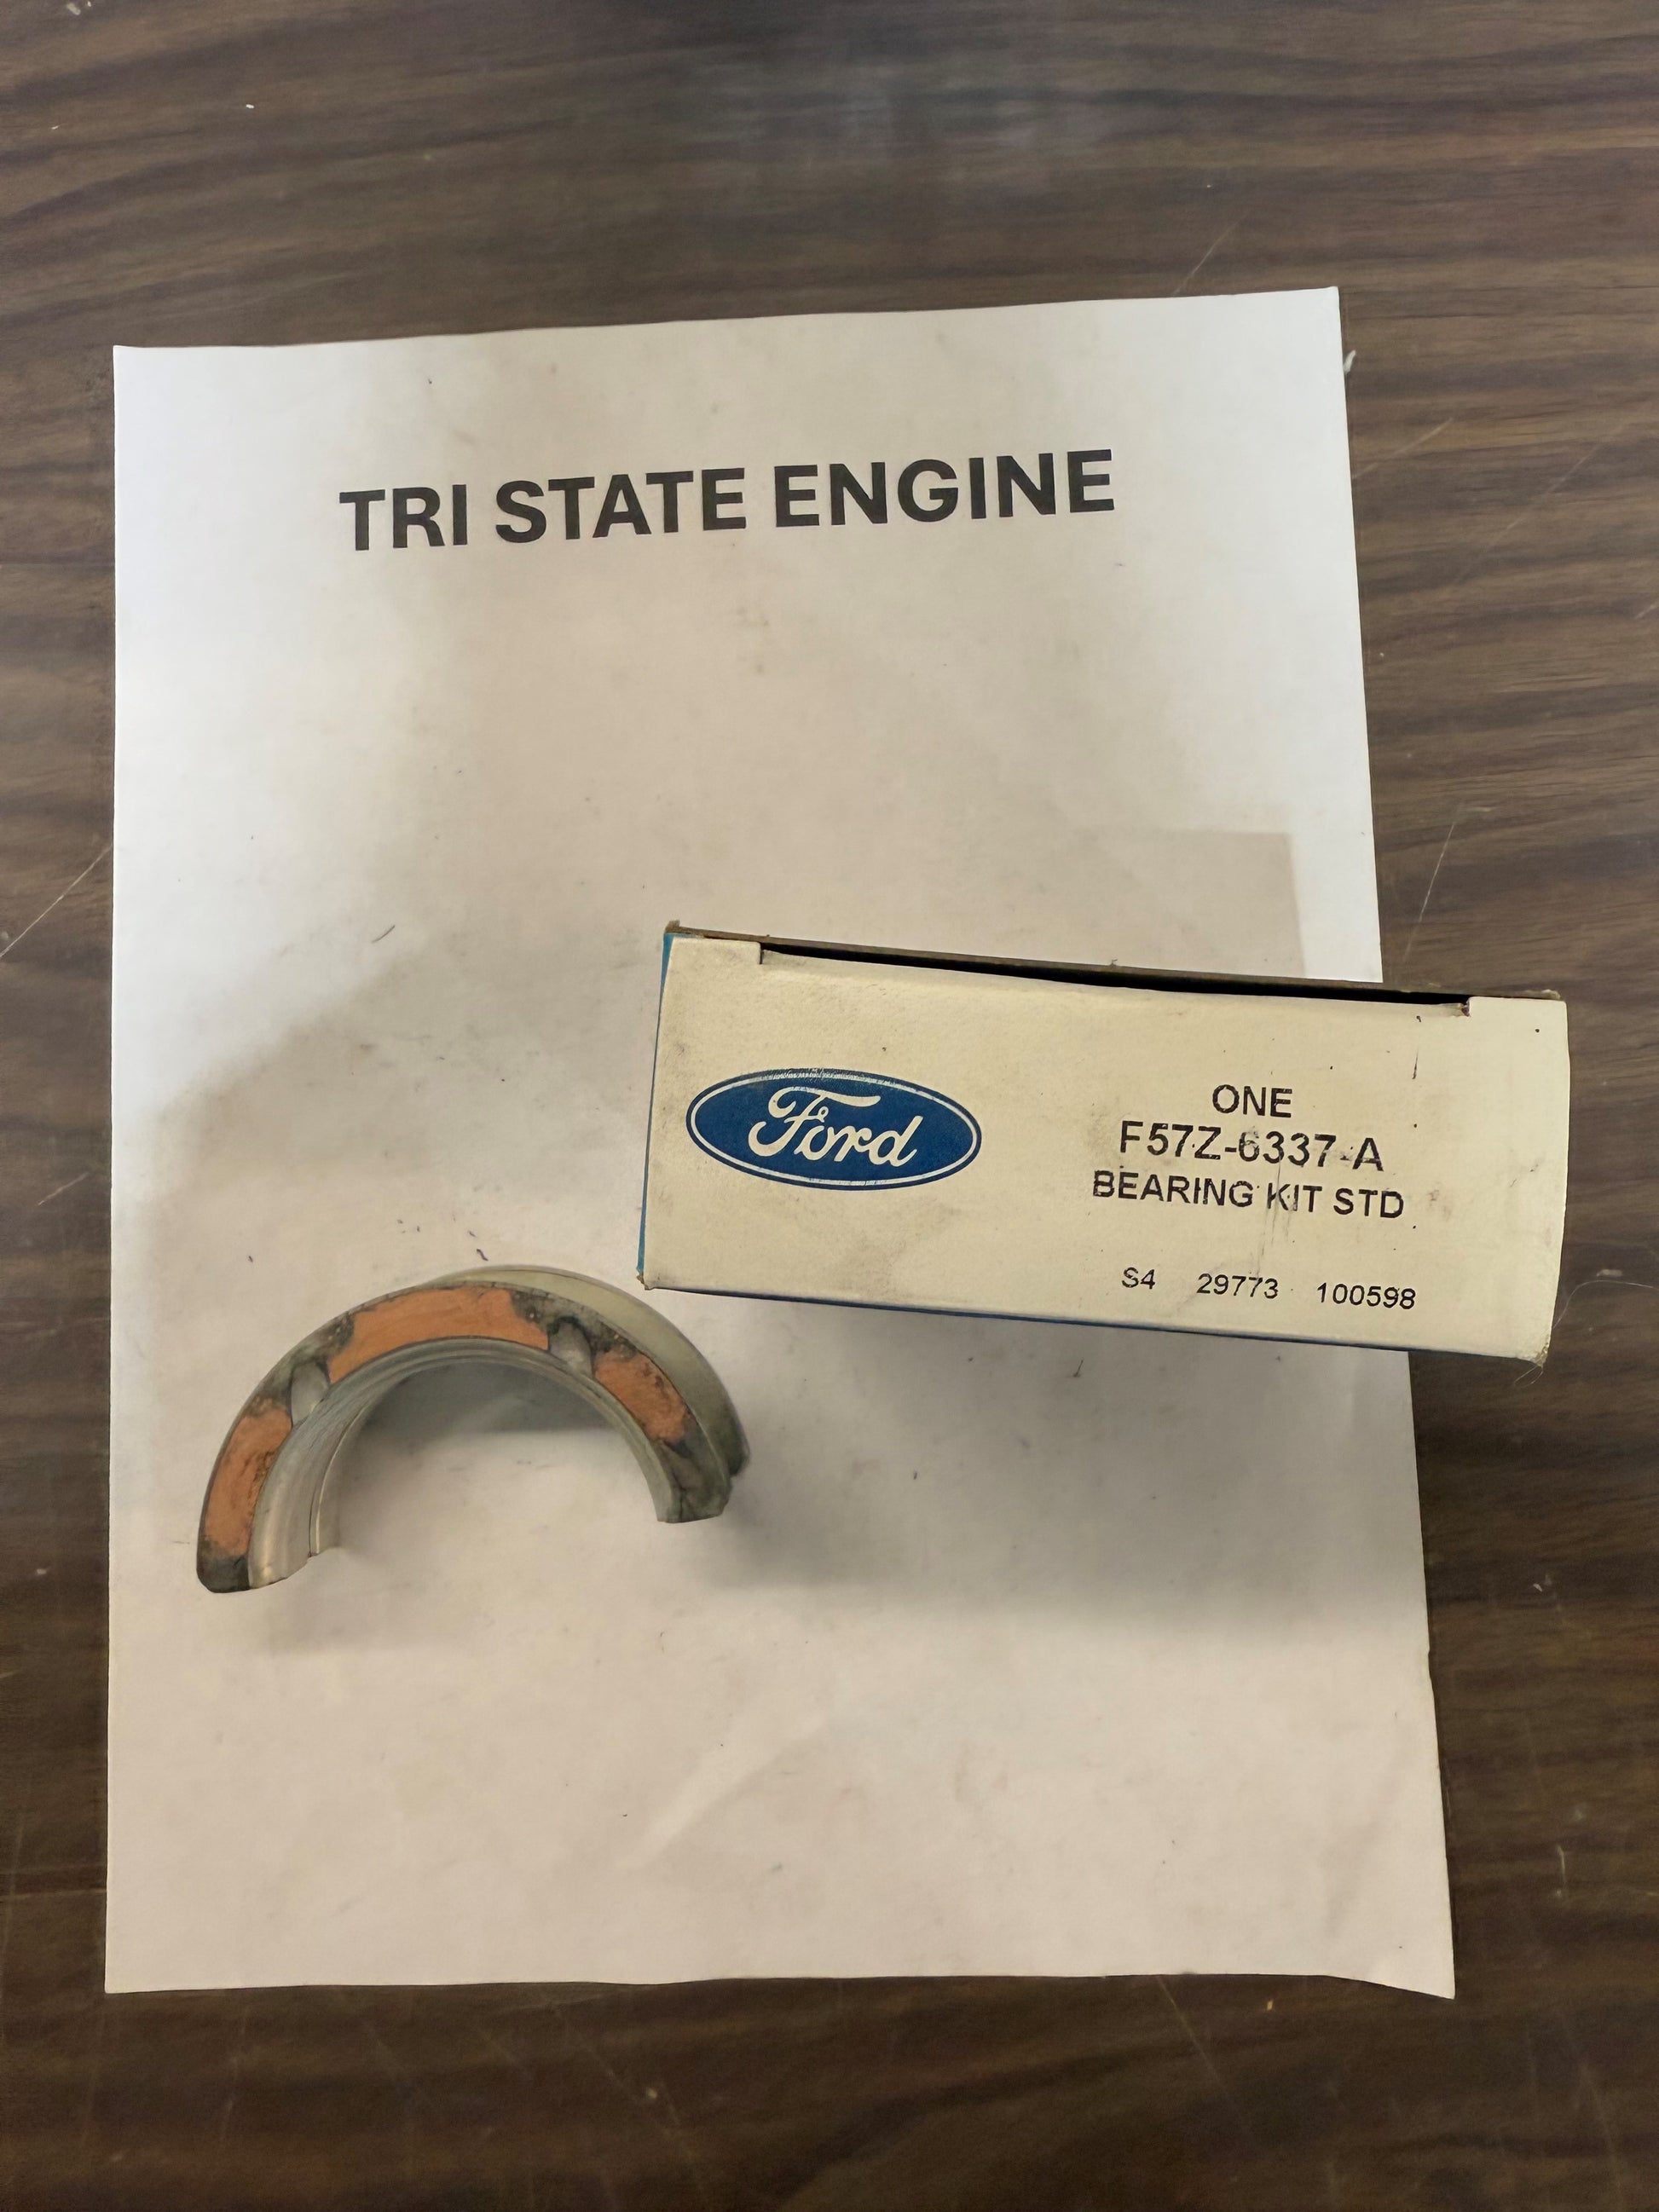 TRI STATE ENGINE
Ford
ONE
F57Z-6337-A
BEARING KIT STD
S4 29773 100598